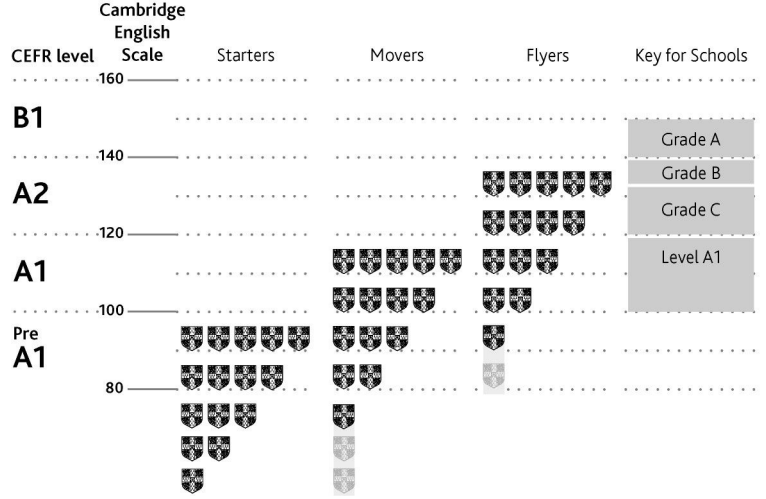 Cambridge
English
Scale
CEFR level
Starters
Movers
Flyers
Key for Schools
160
B1
Grade A
140
Grade B
A2
Grade C
120
A1
Level A1
100
Pre
A1
80